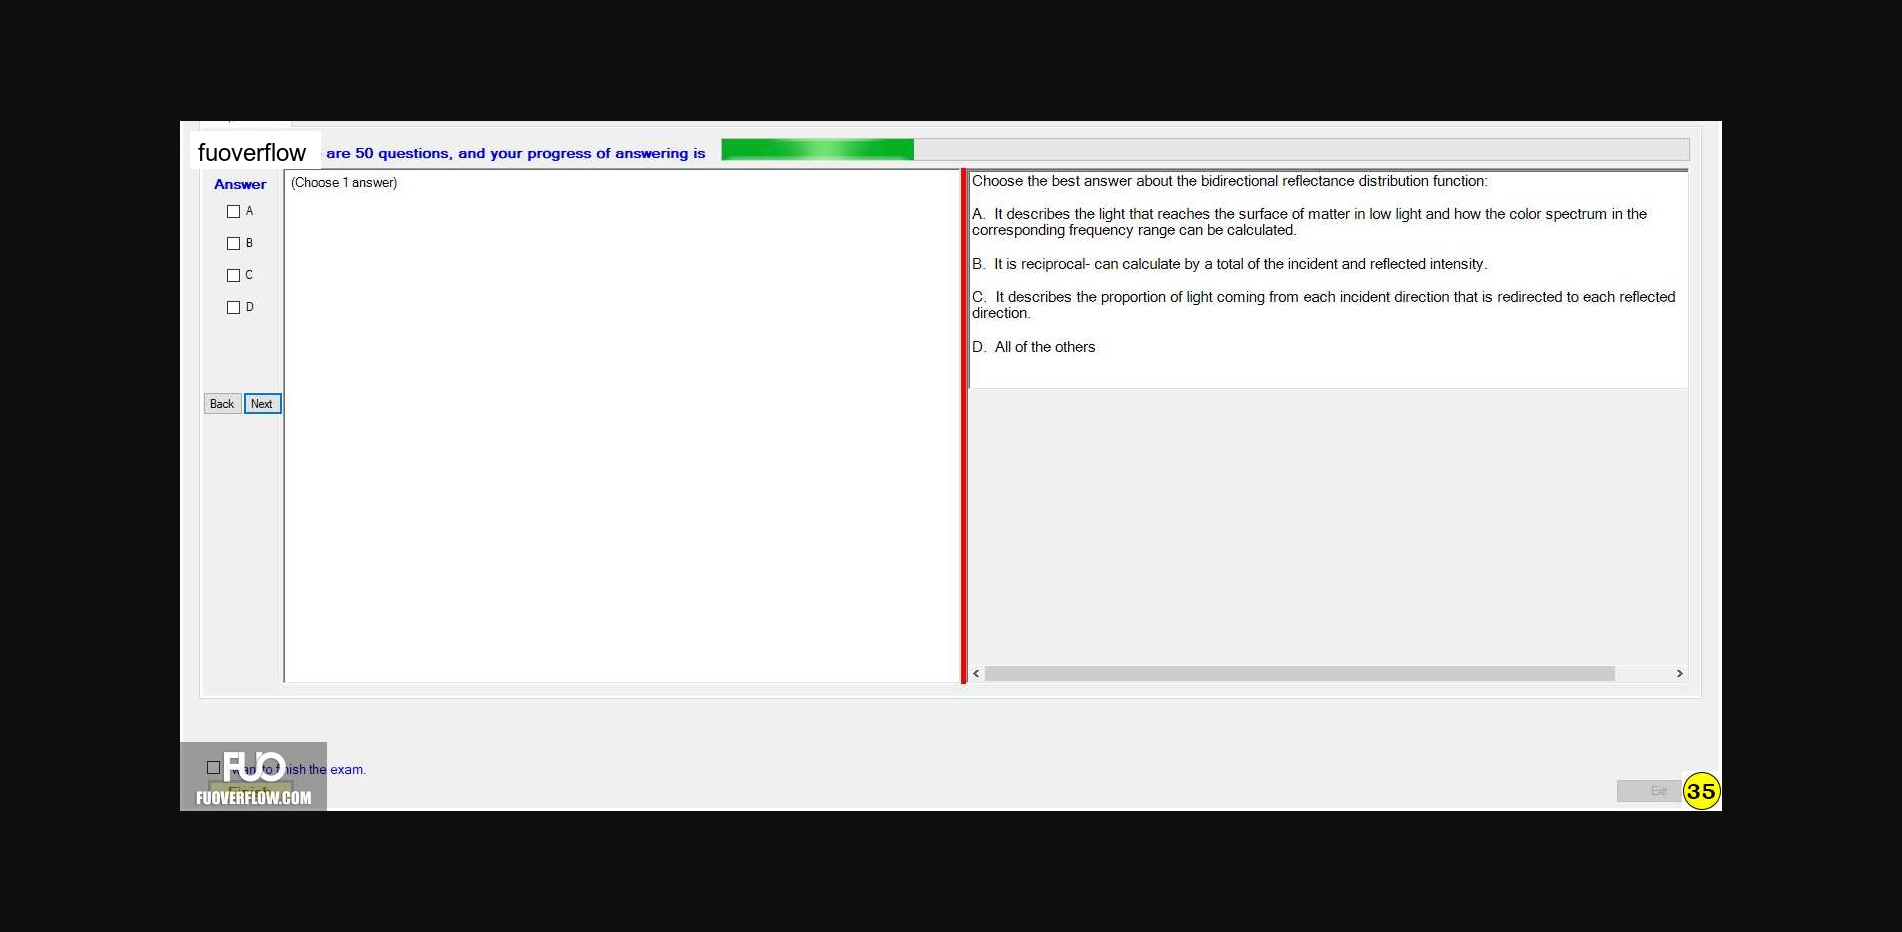 fuoverflow are 50 questions, and your progress of answering is
Answer
(Choose 1 answer)
A
B
C
D
Back Next
Choose the best answer about the bidirectional reflectance distribution function:
A. It describes the light that reaches the surface of matter in low light and how the color spectrum in the
corresponding frequency range can be calculated.
B. It is reciprocal- can calculate by a total of the incident and reflected intensity.
C. It describes the proportion of light coming from each incident direction that is redirected to each reflected
direction.
D. All of the others
FUO
want to finish the exam.
Finish
FUOVERFLOW.COM
Exit
35